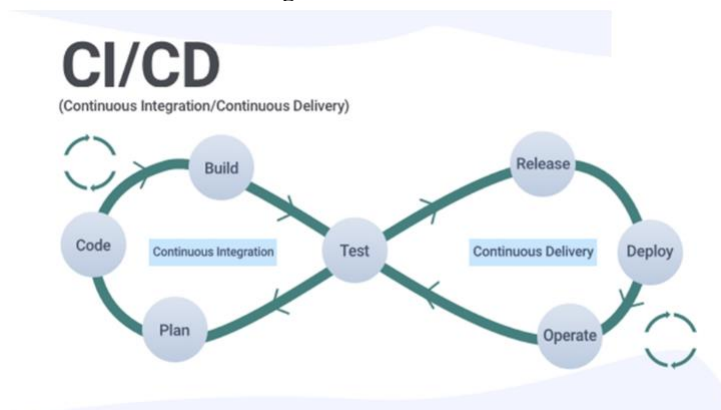 CI/CD
(Continuous Integration/Continuous Delivery)
Build
Release
Code
Continuous Integration
Test
Continuous Delivery
Deploy
Plan
Operate